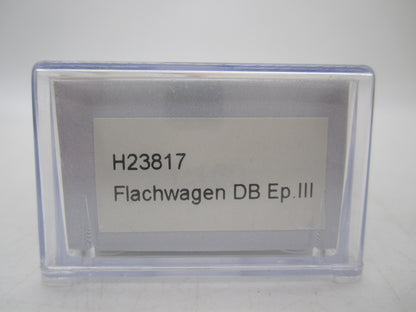 H23817
Flachwagen DB Ep.III